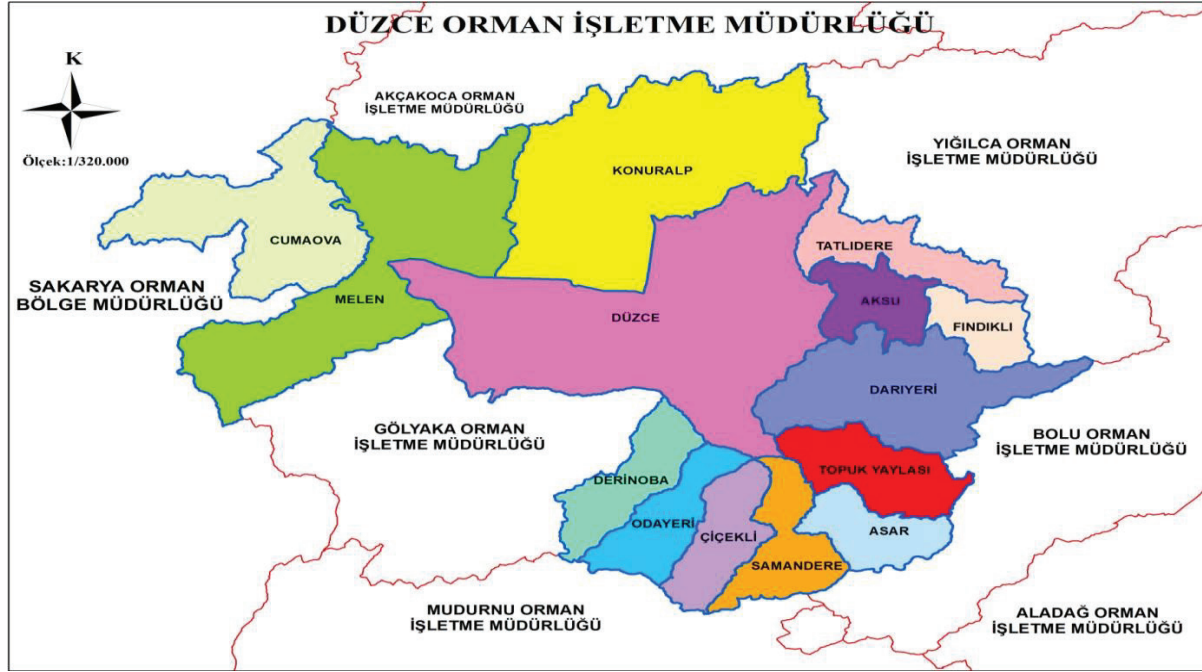 DÜZCE ORMAN İŞLETME MÜDÜRLÜĞÜ
K
Ölçek:1/320.000
AKÇAKOCA ORMAN
İŞLETME MÜDÜRLÜĞÜ
YIĞILCA ORMAN
İŞLETME MÜDÜRLÜĞÜ
KONURALP
CUMAOVA
TATLIDERE
SAKARYA ORMAN
BÖLGE MÜDÜRLÜĞÜ
MELEN
DÜZCE
AKSU
FINDIKLI
DARIYERİ
GÖLYAKA ORMAN
İŞLETME MÜDÜRLÜĞÜ
BOLU ORMAN
İŞLETME MÜDÜRLÜĞÜ
TOPUK YAYLASI
DERİNOBA
ODAYERİ
ÇİÇEKLİ
ASAR
SAMANDERE
MUDURNU ORMAN
İŞLETME MÜDÜRLÜĞÜ
ALADAĞ ORMAN
İŞLETME MÜDÜRLÜĞÜ